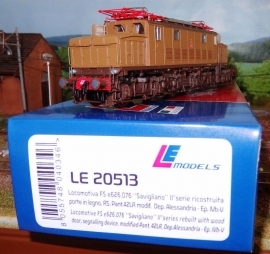 LE MODELS
LE 20513
Locomotiva FS e626.076 "Savigliano" II°serie ricostruita
porte in legno, RS, Pant.42LR modif. Dep. Alessandria - Ep. IVb-V
Locomotive FS e626.076 "Savigliano" II°series rebuilt with wood
door, segnalling device, modified Pant.42LR. Dep. Alessandria - Ep. IVb-V
8055748040346